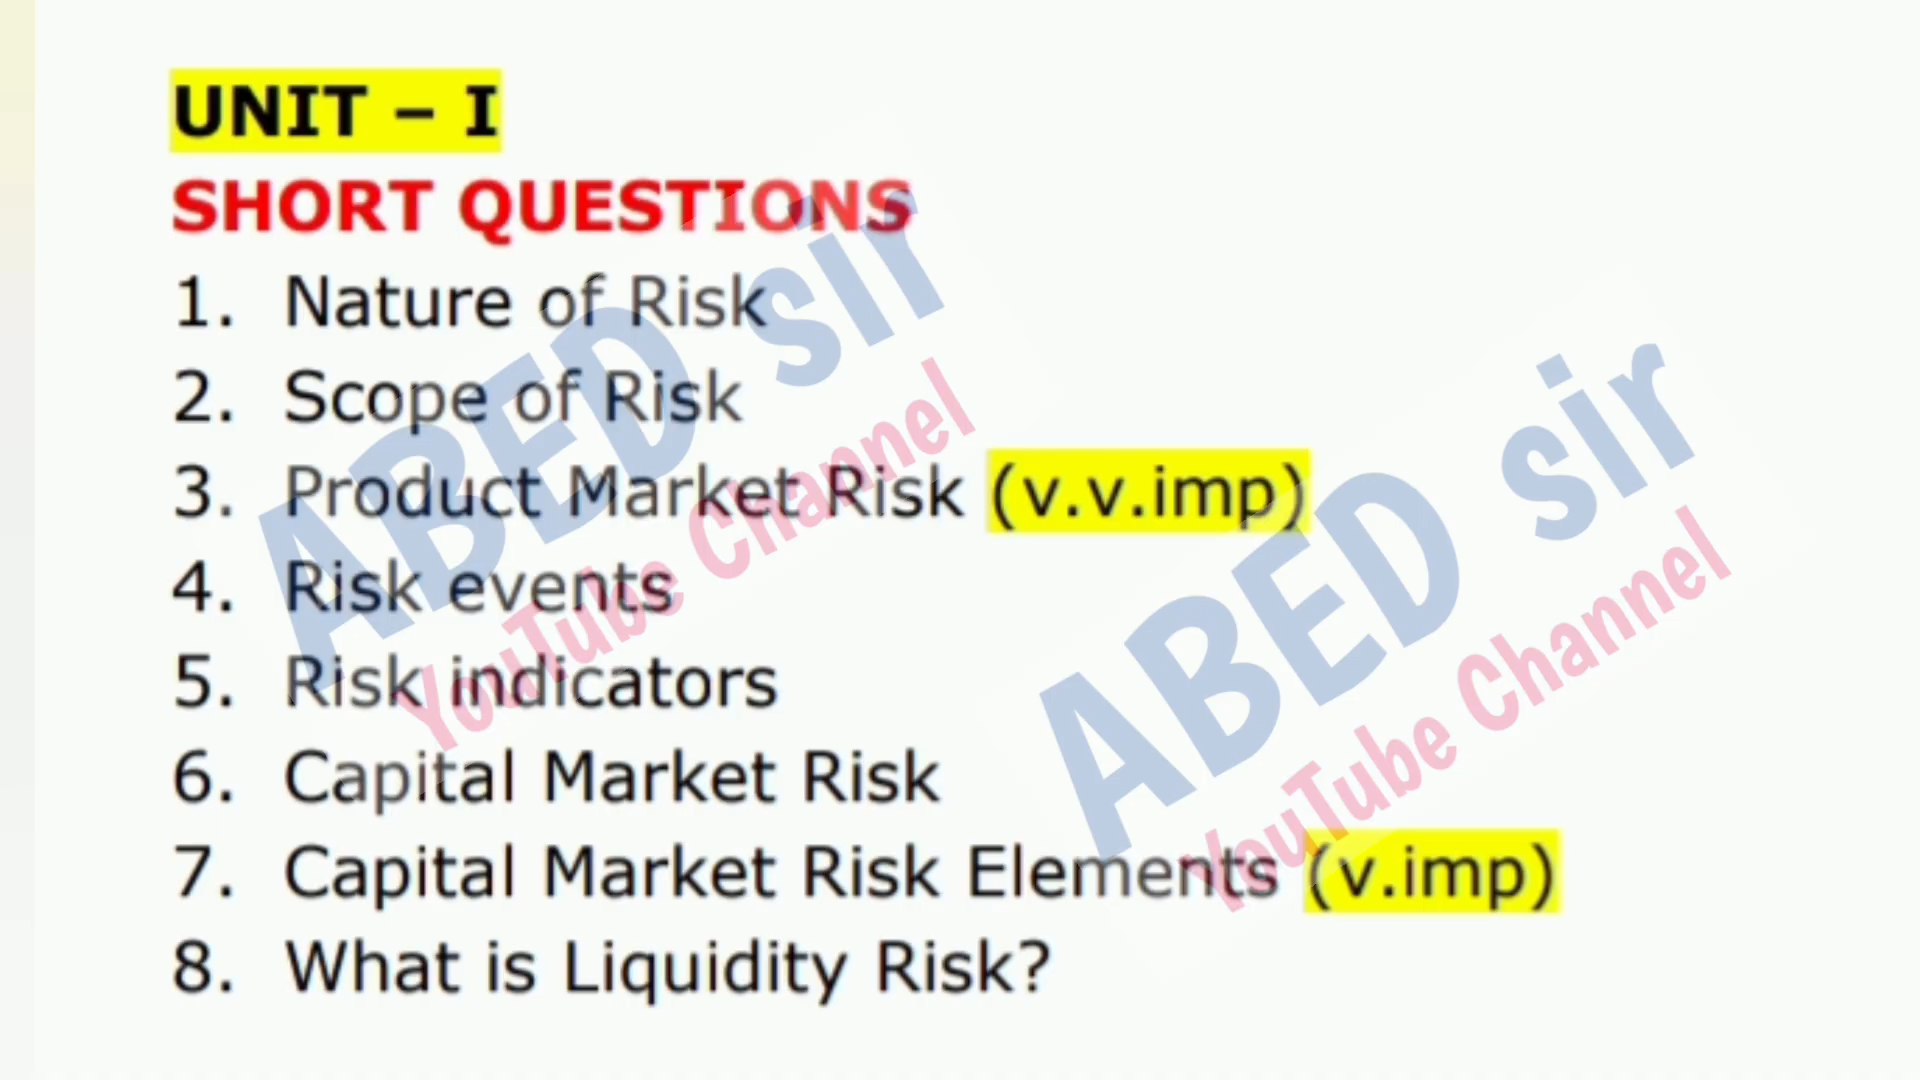 UNIT – I
SHORT QUESTIONS
1. Nature of Risk
2. Scope of Risk
3. Product Market Risk (v.v.imp)
4. Risk events
5. Risk indicators
6. Capital Market Risk
7. Capital Market Risk Elements (v.imp)
8. What is Liquidity Risk?
ABED sir
YouTube Channel
ABED sir
YouTube Channel